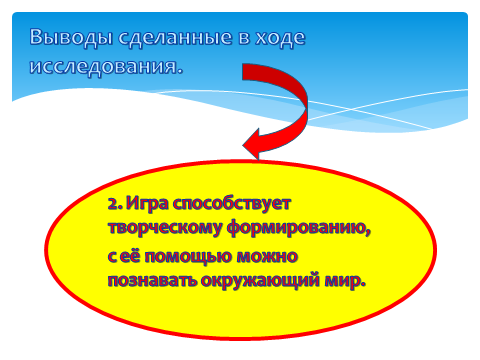 Выводы сделанные в ходе
исследования.
2. Игра способствует
творческому формированию,
с её помощью можно
познавать окружающий мир.